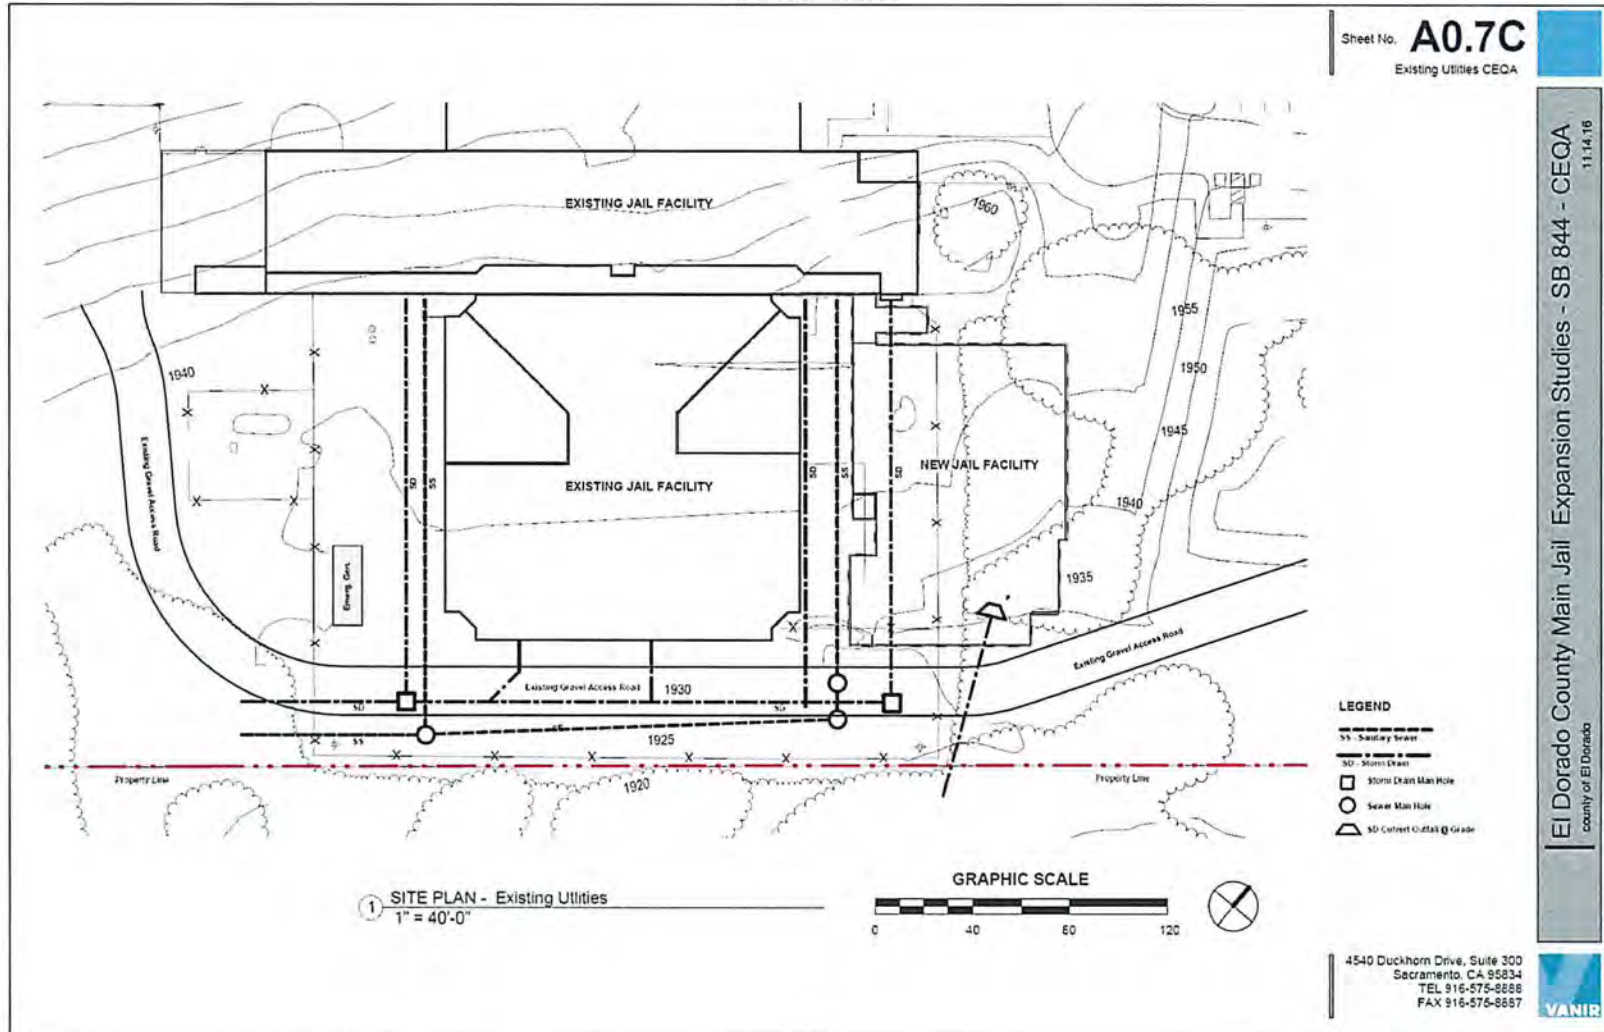 Sheet No. A0.7C
Existing Utilities CEQA
El Dorado County Main Jail Expansion Studies - SB 844 - CEQA
county of El Dorado
11.14.16
EXISTING JAIL FACILITY
1960
1955
1950
1945
1940
1935
1940
Existing Gravel Access Road
SD
SS
EXISTING JAIL FACILITY
SD
SS
SD
NEW JAIL FACILITY
Emerg. Gen.
Existing Gravel Access Road
Existing Gravel Access Road
1930
SD
SD
SS
SS
1925
Property Line
1920
Property Line
LEGEND
SS - Sanitary Sewer
SD - Storm Drain
Storm Drain Man Hole
Sewer Man Hole
SD Culvert Outfall @ Grade
1 SITE PLAN - Existing Utlities
1" = 40'-0"
GRAPHIC SCALE
0 40 80 120
4540 Duckhorn Drive, Suite 300
Sacramento, CA 95834
TEL 916-575-8888
FAX 916-575-8887
VANIR